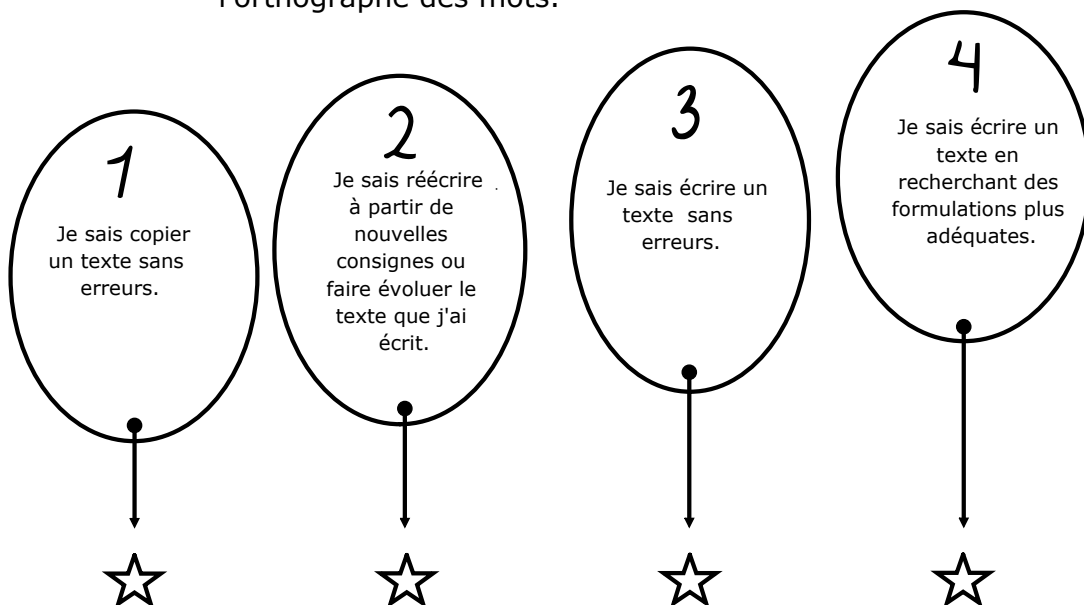 l'orthographe des mots.
1
Je sais copier
un texte sans
erreurs.
2
Je sais réécrire
à partir de
nouvelles
consignes ou
faire évoluer le
texte que j'ai
écrit.
3
Je sais écrire un
texte sans
erreurs.
4
Je sais écrire un
texte en
recherchant des
formulations plus
adéquates.